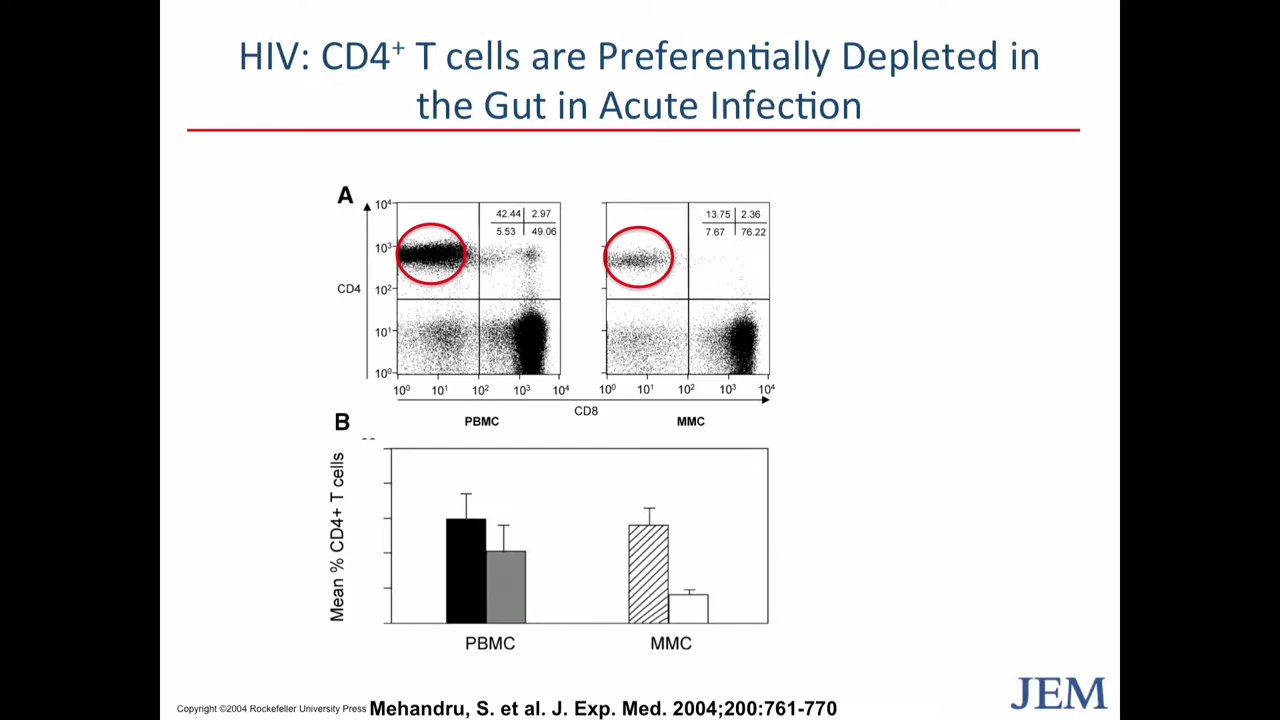 HIV: CD4+ T cells are Preferentially Depleted in
the Gut in Acute Infection
A
10⁴
10³
CD4
10²
10¹
10⁰
42.44 2.97
5.53 49.06
13.75 2.36
7.67 76.22
10⁰ 10¹ 10² 10³ 10⁴
10⁰ 10¹ 10² 10³ 10⁴
CD8
PBMC
MMC
B
Mean % CD4+ T cells
PBMC
MMC
JEM
Copyright ©2004 Rockefeller University Press
Mehandru, S. et al. J. Exp. Med. 2004;200:761-770